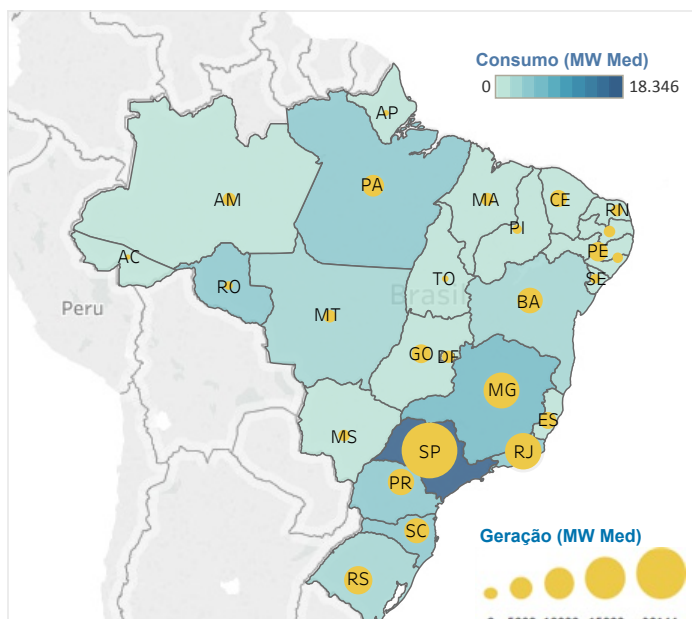 Consumo (MW Med)
0 18.346
AP
AM
PA
MA
CE
RN
PI
PE
AC
RO
TO
SE
Brasil
Peru
MT
BA
GO
DF
MG
ES
MS
SP
RJ
PR
SC
Geração (MW Med)
RS